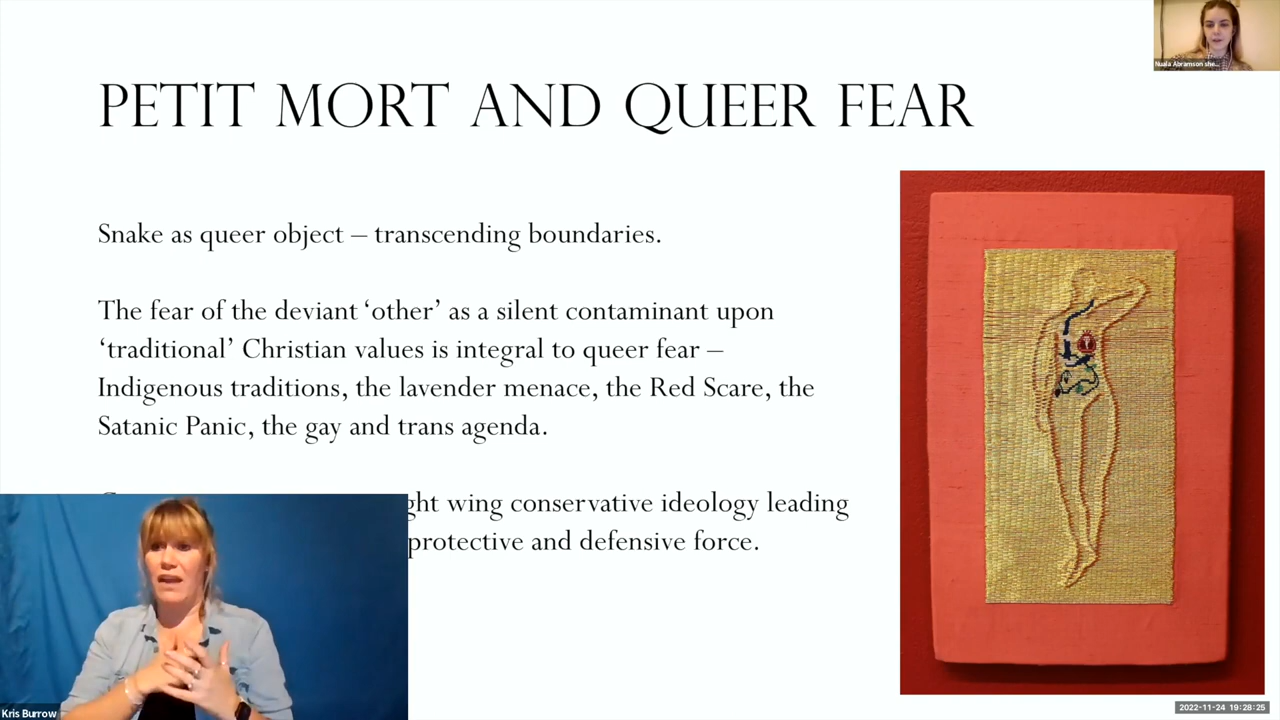 Nuala Abramson she...
PETIT MORT AND QUEER FEAR
Snake as queer object – transcending boundaries.
The fear of the deviant ‘other’ as a silent contaminant upon
‘traditional’ Christian values is integral to queer fear –
Indigenous traditions, the lavender menace, the Red Scare, the
Satanic Panic, the gay and trans agenda.
wing conservative ideology leading
protective and defensive force.
Kris Burrow
2022-11-24 19:28:25